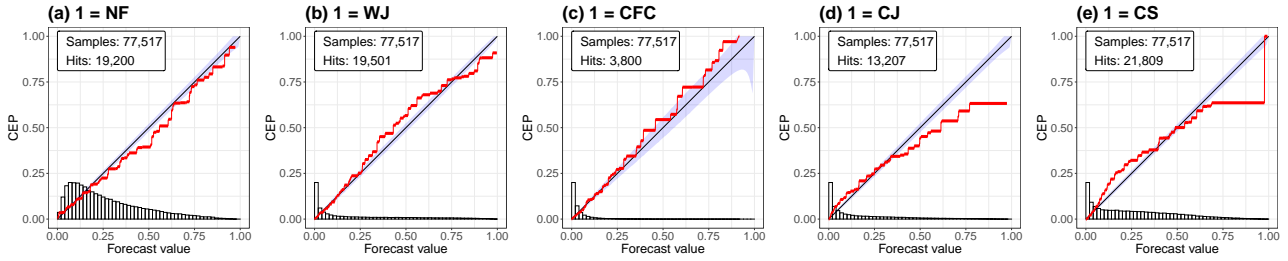 (a) 1 = NF
Samples: 77,517
Hits: 19,200
CEP
1.00
0.75
0.50
0.25
0.00
0.00 0.25 0.50 0.75 1.00
Forecast value
(b) 1 = WJ
Samples: 77,517
Hits: 19,501
CEP
1.00
0.75
0.50
0.25
0.00
0.00 0.25 0.50 0.75 1.00
Forecast value
(c) 1 = CFC
Samples: 77,517
Hits: 3,800
CEP
1.00
0.75
0.50
0.25
0.00
0.00 0.25 0.50 0.75 1.00
Forecast value
(d) 1 = CJ
Samples: 77,517
Hits: 13,207
CEP
1.00
0.75
0.50
0.25
0.00
0.00 0.25 0.50 0.75 1.00
Forecast value
(e) 1 = CS
Samples: 77,517
Hits: 21,809
CEP
1.00
0.75
0.50
0.25
0.00
0.00 0.25 0.50 0.75 1.00
Forecast value